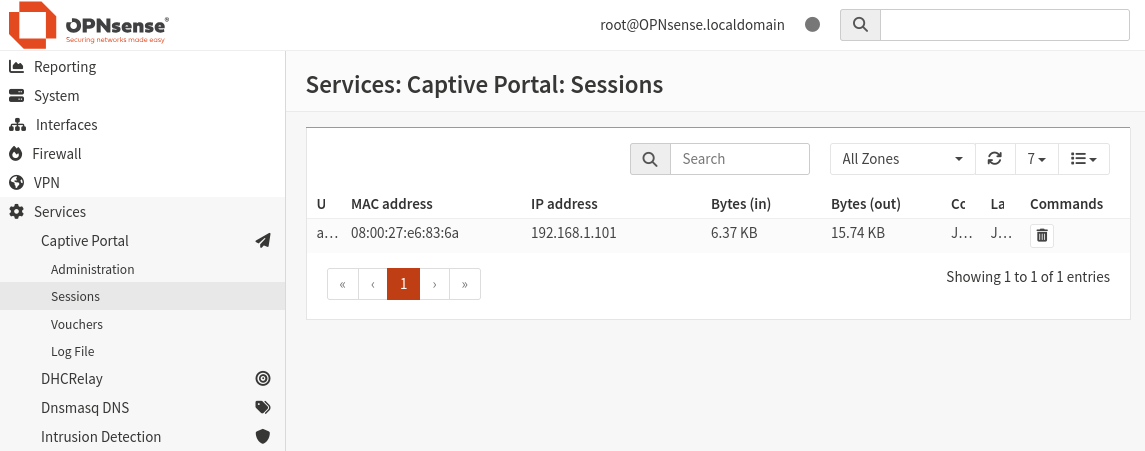 OPNsense®
Securing networks made easy
root@OPNsense.localdomain
Reporting
System
Interfaces
Firewall
VPN
Services
Captive Portal
Administration
Sessions
Vouchers
Log File
DHCRelay
Dnsmasq DNS
Intrusion Detection
Services: Captive Portal: Sessions
Search All Zones 7
U MAC address IP address Bytes (in) Bytes (out) Cc La Commands
a... 08:00:27:e6:83:6a 192.168.1.101 6.37 KB 15.74 KB J... J...
« ‹ 1 › »
Showing 1 to 1 of 1 entries